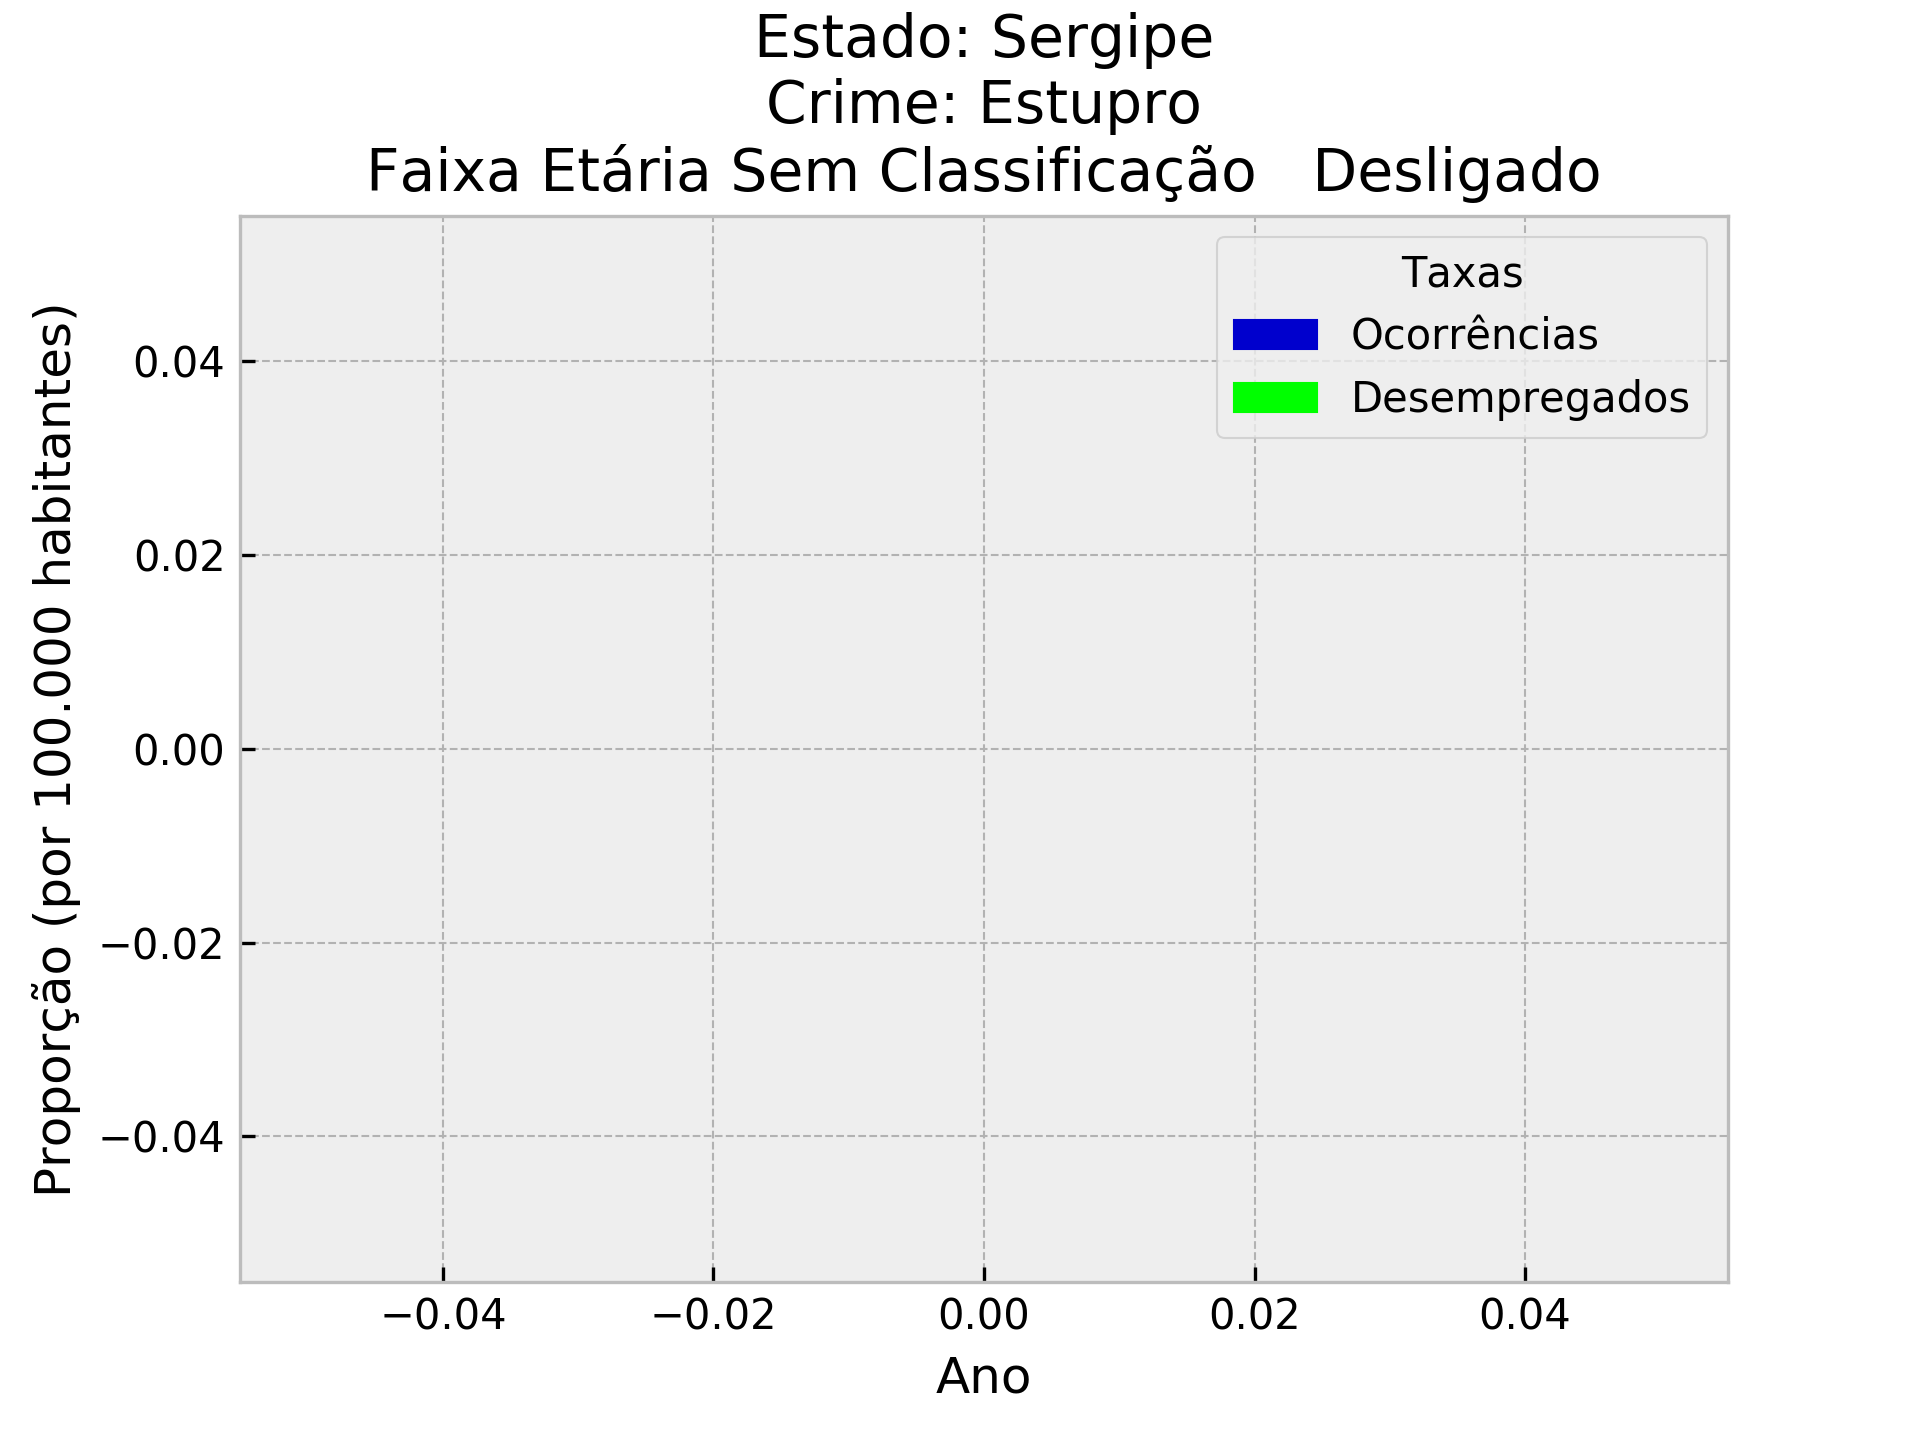 Estado: Sergipe
Crime: Estupro
Faixa Etária Sem Classificação   Desligado
Taxas
Ocorrências
Desempregados
Proporção (por 100.000 habitantes)
0.04
0.02
0.00
−0.02
−0.04
−0.04 −0.02 0.00 0.02 0.04
Ano